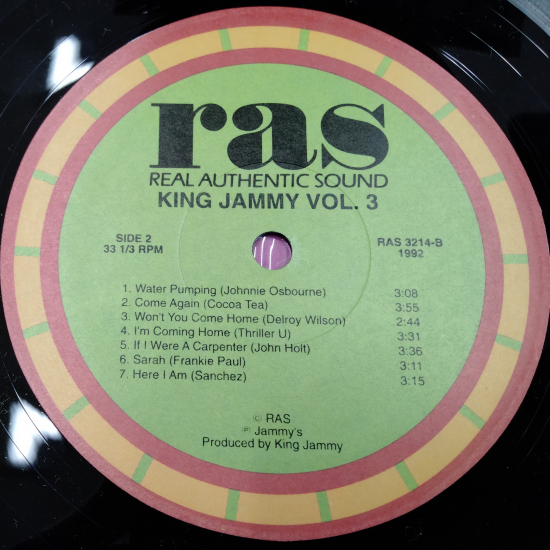 ras
REAL AUTHENTIC SOUND
KING JAMMY VOL. 3
SIDE 2
33 1/3 RPM
RAS 3214-B
1992
1. Water Pumping (Johnnie Osbourne) 3:08
2. Come Again (Cocoa Tea) 3:55
3. Won't You Come Home (Delroy Wilson) 2:44
4. I'm Coming Home (Thriller U) 3:31
5. If I Were A Carpenter (John Holt) 3:36
6. Sarah (Frankie Paul) 3:11
7. Here I Am (Sanchez) 3:15
© RAS
℗ Jammy's
Produced by King Jammy